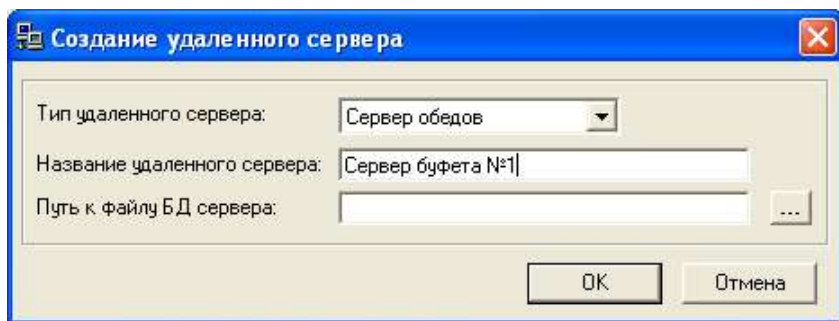 Создание удаленного сервера
Тип удаленного сервера: Сервер обедов
Название удаленного сервера: Сервер буфета №1
Путь к файлу БД сервера: ...
OK Отмена